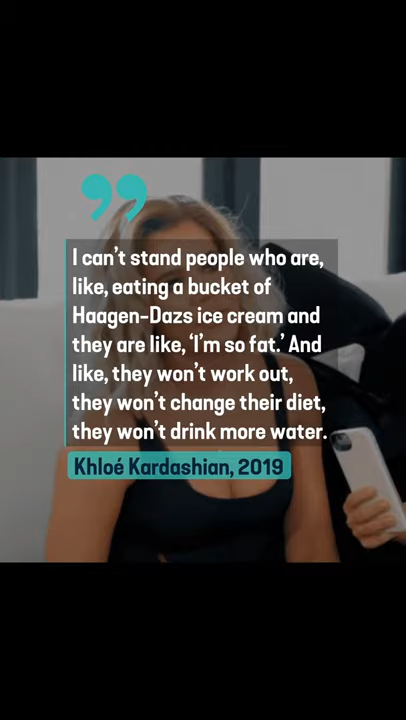 I can’t stand people who are,
like, eating a bucket of
Haagen-Dazs ice cream and
they are like, ‘I’m so fat.’ And
like, they won’t work out,
they won’t change their diet,
they won’t drink more water.
Khloé Kardashian, 2019